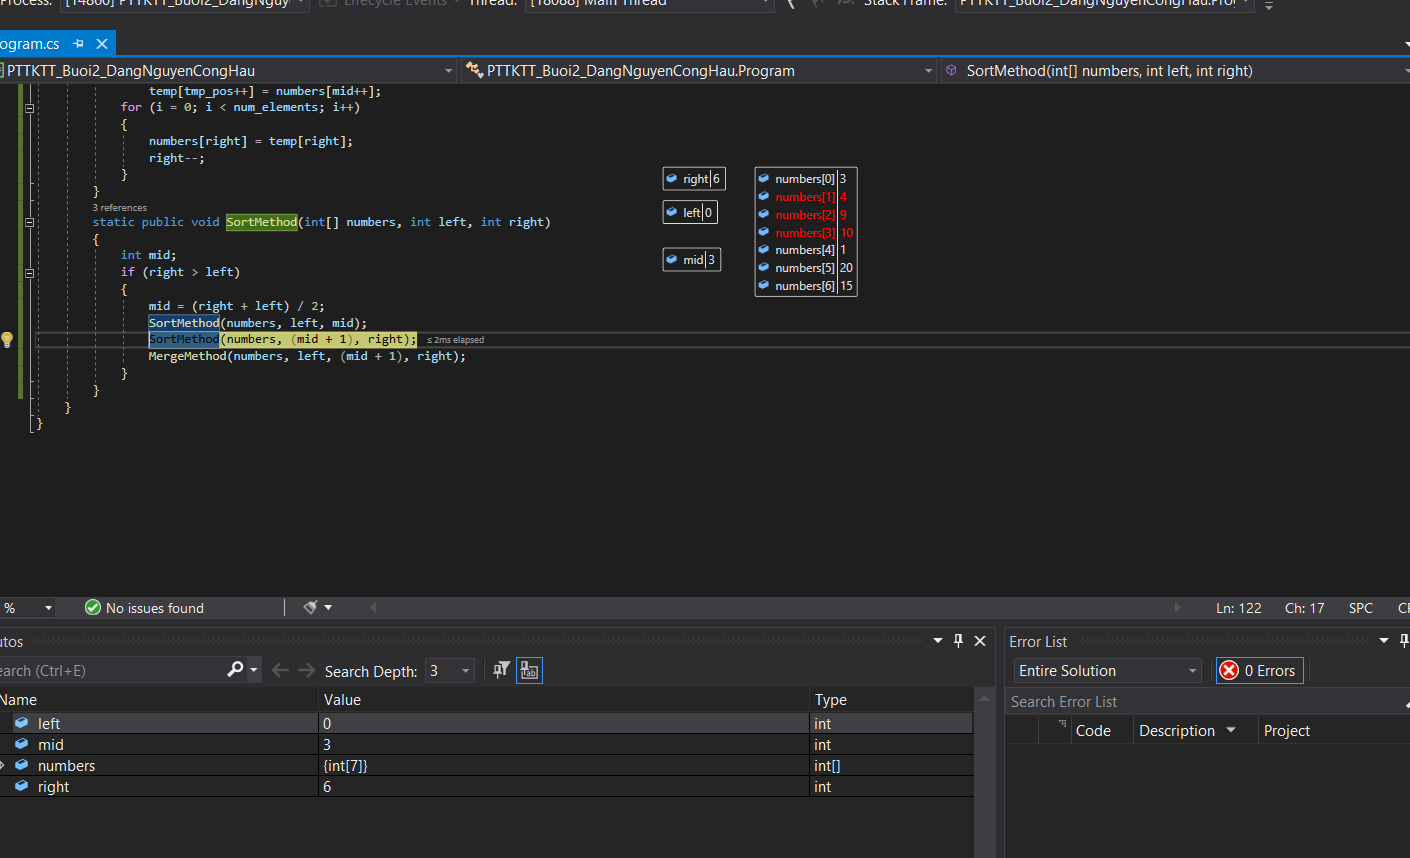 Process: [14800] PTTKTT_Buoi2_DangNguy Lifecycle Events Thread: [18088] Main Thread Stack Frame: PTTKTT_Buoi2_DangNguyenCongHau.Prog
ogram.cs
PTTKTT_Buoi2_DangNguyenCongHau PTTKTT_Buoi2_DangNguyenCongHau.Program SortMethod(int[] numbers, int left, int right)
temp[tmp_pos++] = numbers[mid++];
for (i = 0; i < num_elements; i++)
{
numbers[right] = temp[right];
right--;
}
}
3 references
static public void SortMethod(int[] numbers, int left, int right)
{
int mid;
if (right > left)
{
mid = (right + left) / 2;
SortMethod(numbers, left, mid);
SortMethod(numbers, (mid + 1), right); ≤ 2ms elapsed
MergeMethod(numbers, left, (mid + 1), right);
}
}
}
}
right 6
left 0
mid 3
numbers[0] 3
numbers[1] 4
numbers[2] 9
numbers[3] 10
numbers[4] 1
numbers[5] 20
numbers[6] 15
% No issues found Ln: 122 Ch: 17 SPC
utos
earch (Ctrl+E) Search Depth: 3
Name Value Type
left 0 int
mid 3 int
numbers {int[7]} int[]
right 6 int
Error List
Entire Solution 0 Errors
Search Error List
Code Description Project